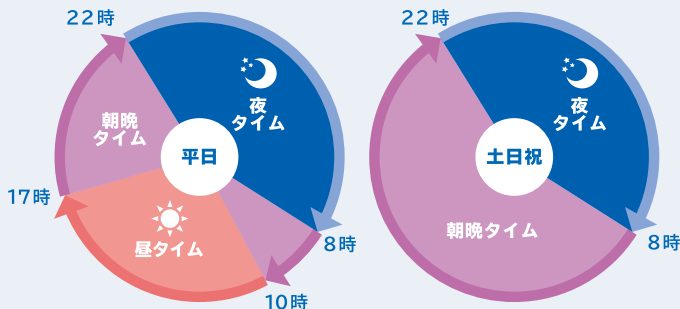 22時
夜
タイム
朝晩
タイム
平日
17時
昼タイム
8時
10時
22時
夜
タイム
土日祝
朝晩タイム
8時